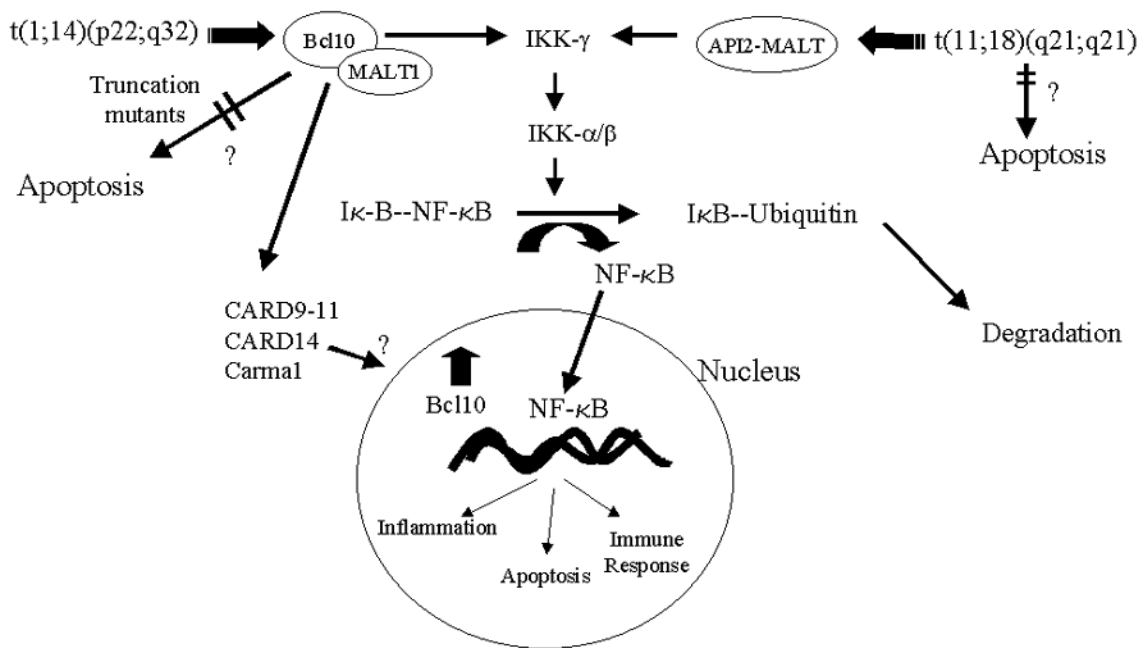 t(1;14)(p22;q32)
Bcl10
MALT1
IKK-γ
API2-MALT
t(11;18)(q21;q21)
Truncation
mutants
?
Apoptosis
?
Apoptosis
IKK-α/β
Iκ-B--NF-κB
IκB--Ubiquitin
NF-κB
Degradation
CARD9-11
CARD14
Carma1
?
Nucleus
Bcl10
NF-κB
Inflammation
Apoptosis
Immune
Response